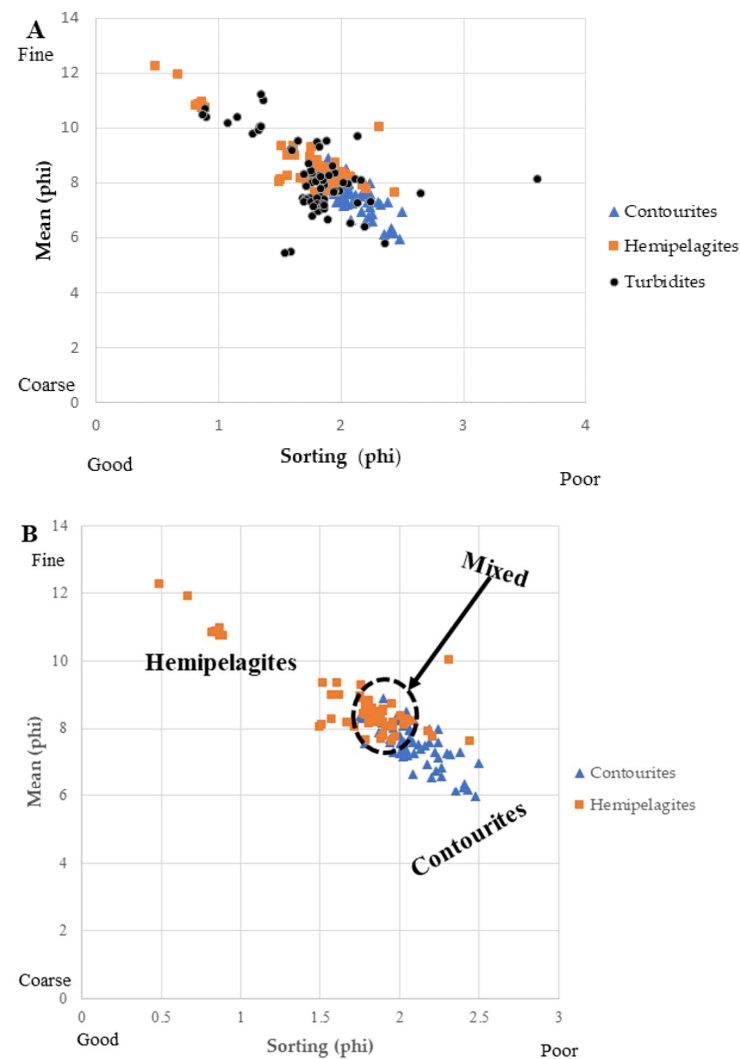 A
14
Fine
12
10
8
6
4
2
Coarse
0
Mean (phi)
0 1 2 3 4
Good
Sorting (phi)
Poor
Contourites
Hemipelagites
Turbidites
B
14
Fine
12
10
8
6
4
2
Coarse
0
Mean (phi)
Mixed
Hemipelagites
Contourites
0 0.5 1 1.5 2 2.5 3
Good
Sorting (phi)
Poor
Contourites
Hemipelagites